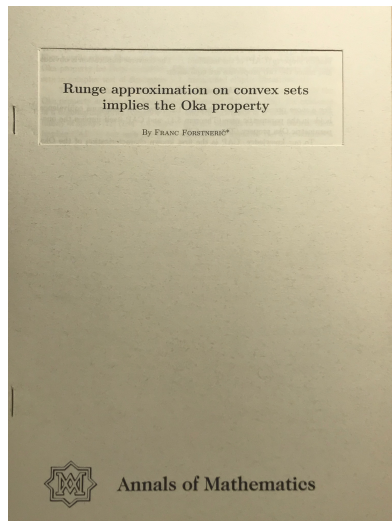 Runge approximation on convex sets
implies the Oka property
By Franc Forstnerič*
Annals of Mathematics